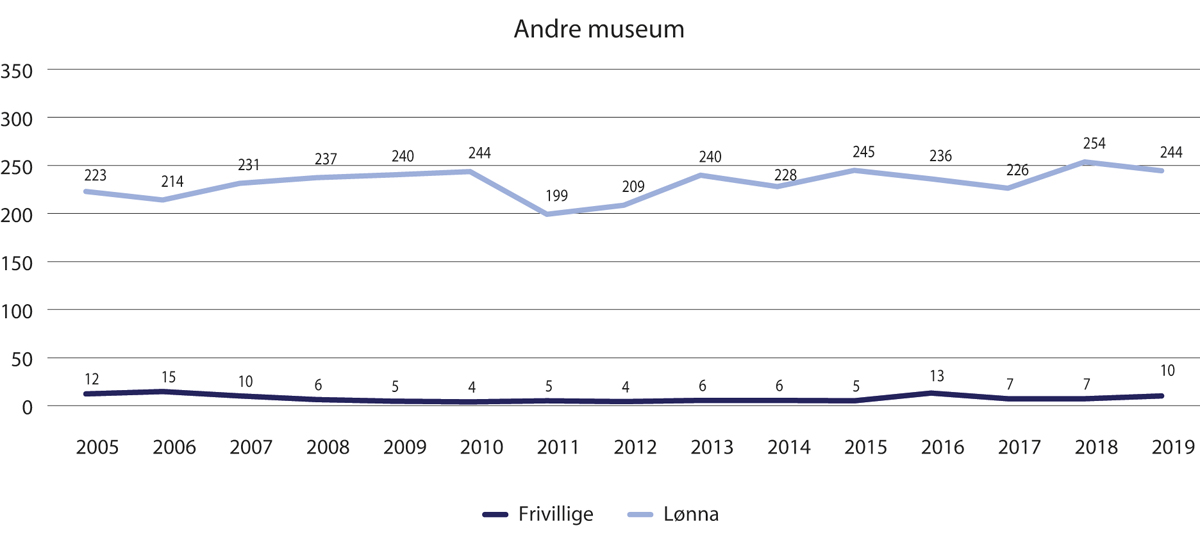 Andre museum
350
300
250
200
150
100
50
0
223 214 231 237 240 244 199 209 240 228 245 236 226 254 244
12 15 10 6 5 4 5 4 6 6 5 13 7 7 10
2005 2006 2007 2008 2009 2010 2011 2012 2013 2014 2015 2016 2017 2018 2019
Frivillige Lønna